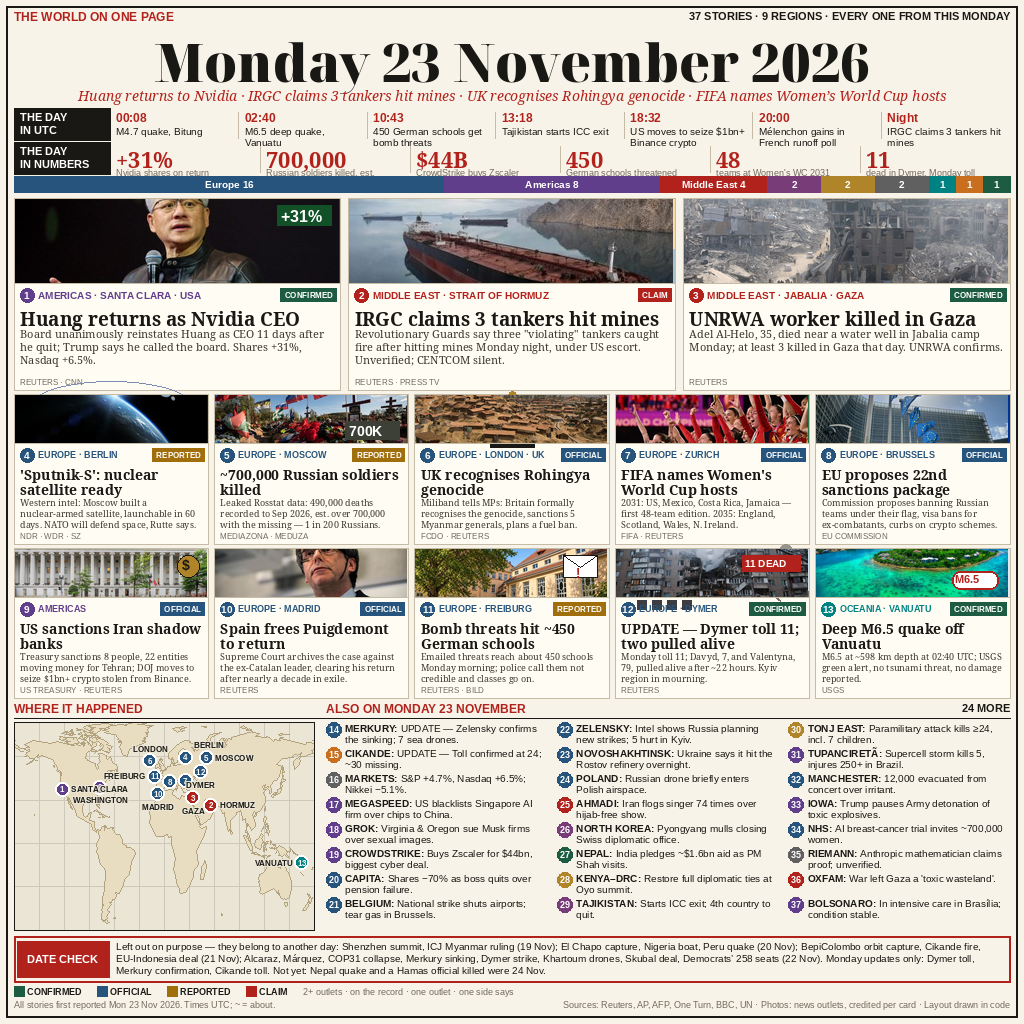 THE WORLD ON ONE PAGE
37 STORIES · 9 REGIONS · EVERY ONE FROM THIS MONDAY
Monday 23 November 2026
Huang returns to Nvidia · IRGC claims 3 tankers hit mines · UK recognises Rohingya genocide · FIFA names Women's World Cup hosts
THE DAY
IN UTC
00:08
M4.7 quake, Bitung
02:40
M6.5 deep quake,
Vanuatu
10:43
450 German schools get
bomb threats
13:18
Tajikistan starts ICC exit
18:32
US moves to seize $1bn+
Binance crypto
20:00
Mélenchon gains in
French runoff poll
Night
IRGC claims 3 tankers hit
mines
THE DAY
IN NUMBERS
+31%
Nvidia shares on return
700,000
Russian soldiers killed, est.
$44B
CrowdStrike buys Zscaler
450
German schools threatened
48
teams at Women's WC 2031
11
dead in Dymer, Monday toll
Europe 16
Americas 8
Middle East 4
2
2
2
1
1
1
+31%
1 AMERICAS · SANTA CLARA · USA
CONFIRMED
Huang returns as Nvidia CEO
Board unanimously reinstates Huang as CEO 11 days after
he quit; Trump says he called the board. Shares +31%,
Nasdaq +6.5%.
REUTERS · CNN
2 MIDDLE EAST · STRAIT OF HORMUZ
CLAIM
IRGC claims 3 tankers hit mines
Revolutionary Guards say three "violating" tankers caught
fire after hitting mines Monday night, under US escort.
Unverified; CENTCOM silent.
REUTERS · PRESS TV
3 MIDDLE EAST · JABALIA · GAZA
CONFIRMED
UNRWA worker killed in Gaza
Adel Al-Helo, 35, died near a water well in Jabalia camp
Monday; at least 3 killed in Gaza that day. UNRWA confirms.
REUTERS
4 EUROPE · BERLIN
REPORTED
'Sputnik-S': nuclear
satellite ready
Western intel: Moscow built a
nuclear-armed satellite, launchable in 60
days. NATO will defend space, Rutte says.
NDR · WDR · SZ
700K
5 EUROPE · MOSCOW
REPORTED
~700,000 Russian soldiers
killed
Leaked Rosstat data: 490,000 deaths
recorded to Sep 2026, est. over 700,000
with the missing — 1 in 200 Russians.
MEDIAZONA · MEDUZA
6 EUROPE · LONDON · UK
OFFICIAL
UK recognises Rohingya
genocide
Miliband tells MPs: Britain formally
recognises the genocide, sanctions 5
Myanmar generals, plans a fuel ban.
FCDO · REUTERS
7 EUROPE · ZURICH
OFFICIAL
FIFA names Women's
World Cup hosts
2031: US, Mexico, Costa Rica, Jamaica —
first 48-team edition. 2035: England,
Scotland, Wales, N. Ireland.
FIFA · REUTERS
8 EUROPE · BRUSSELS
OFFICIAL
EU proposes 22nd
sanctions package
Commission proposes banning Russian
teams under their flag, visa bans for
ex-combatants, curbs on crypto schemes.
EU COMMISSION
$
9 AMERICAS
OFFICIAL
US sanctions Iran shadow
banks
Treasury sanctions 8 people, 22 entities
moving money for Tehran; DOJ moves to
seize $1bn+ crypto stolen from Binance.
US TREASURY · REUTERS
10 EUROPE · MADRID
OFFICIAL
Spain frees Puigdemont
to return
Supreme Court archives the case against
the ex-Catalan leader, clearing his return
after nearly a decade in exile.
REUTERS
!
11 EUROPE · FREIBURG
REPORTED
Bomb threats hit ~450
German schools
Emailed threats reach about 450 schools
Monday morning; police call them not
credible and classes go on.
REUTERS · BILD
11 DEAD
12 EUROPE · DYMER
CONFIRMED
UPDATE — Dymer toll 11;
two pulled alive
Monday toll 11; Davyd, 7, and Valentyna,
79, pulled alive after ~22 hours. Kyiv
region in mourning.
REUTERS
M6.5
13 OCEANIA · VANUATU
CONFIRMED
Deep M6.5 quake off
Vanuatu
M6.5 at ~598 km depth at 02:40 UTC; USGS
green alert, no tsunami threat, no damage
reported.
USGS
WHERE IT HAPPENED
LONDON
BERLIN
6
4
5
MOSCOW
FREIBURG
11
12
8
7
DYMER
1
SANTA CLARA
WASHINGTON
10
MADRID
3
GAZA
2
HORMUZ
VANUATU
13
ALSO ON MONDAY 23 NOVEMBER
24 MORE
14 MERKURY: UPDATE — Zelensky confirms
the sinking; 7 sea drones.
15 CIKANDE: UPDATE — Toll confirmed at 24;
~30 missing.
16 MARKETS: S&P +4.7%, Nasdaq +6.5%;
Nikkei −5.1%.
17 MEGASPEED: US blacklists Singapore AI
firm over chips to China.
18 GROK: Virginia & Oregon sue Musk firms
over sexual images.
19 CROWDSTRIKE: Buys Zscaler for $44bn,
biggest cyber deal.
20 CAPITA: Shares −70% as boss quits over
pension failure.
21 BELGIUM: National strike shuts airports;
tear gas in Brussels.
22 ZELENSKY: Intel shows Russia planning
new strikes; 5 hurt in Kyiv.
23 NOVOSHAKHTINSK: Ukraine says it hit the
Rostov refinery overnight.
24 POLAND: Russian drone briefly enters
Polish airspace.
25 AHMADI: Iran flogs singer 74 times over
hijab-free show.
26 NORTH KOREA: Pyongyang mulls closing
Swiss diplomatic office.
27 NEPAL: India pledges ~$1.6bn aid as PM
Shah visits.
28 KENYA–DRC: Restore full diplomatic ties at
Oyo summit.
29 TAJIKISTAN: Starts ICC exit; 4th country to
quit.
30 TONJ EAST: Paramilitary attack kills ≥24,
incl. 7 children.
31 TUPANCIRETÃ: Supercell storm kills 5,
injures 250+ in Brazil.
32 MANCHESTER: 12,000 evacuated from
concert over irritant.
33 IOWA: Trump pauses Army detonation of
toxic explosives.
34 NHS: AI breast-cancer trial invites ~700,000
women.
35 RIEMANN: Anthropic mathematician claims
proof; unverified.
36 OXFAM: War left Gaza a 'toxic wasteland'.
37 BOLSONARO: In intensive care in Brasília;
condition stable.
DATE CHECK
Left out on purpose — they belong to another day: Shenzhen summit, ICJ Myanmar ruling (19 Nov); El Chapo capture, Nigeria boat, Peru quake (20 Nov); BepiColombo orbit capture, Cikande fire,
EU-Indonesia deal (21 Nov); Alcaraz, Márquez, COP31 collapse, Merkury sinking, Dymer strike, Khartoum drones, Skubal deal, Democrats' 258 seats (22 Nov). Monday updates only: Dymer toll,
Merkury confirmation, Cikande toll. Not yet: Nepal quake and a Hamas official killed were 24 Nov.
CONFIRMED
OFFICIAL
REPORTED
CLAIM
2+ outlets · on the record · one outlet · one side says
All stories first reported Mon 23 Nov 2026. Times UTC; ~ = about.
Sources: Reuters, AP, AFP, One Turn, BBC, UN · Photos: news outlets, credited per card · Layout drawn in code